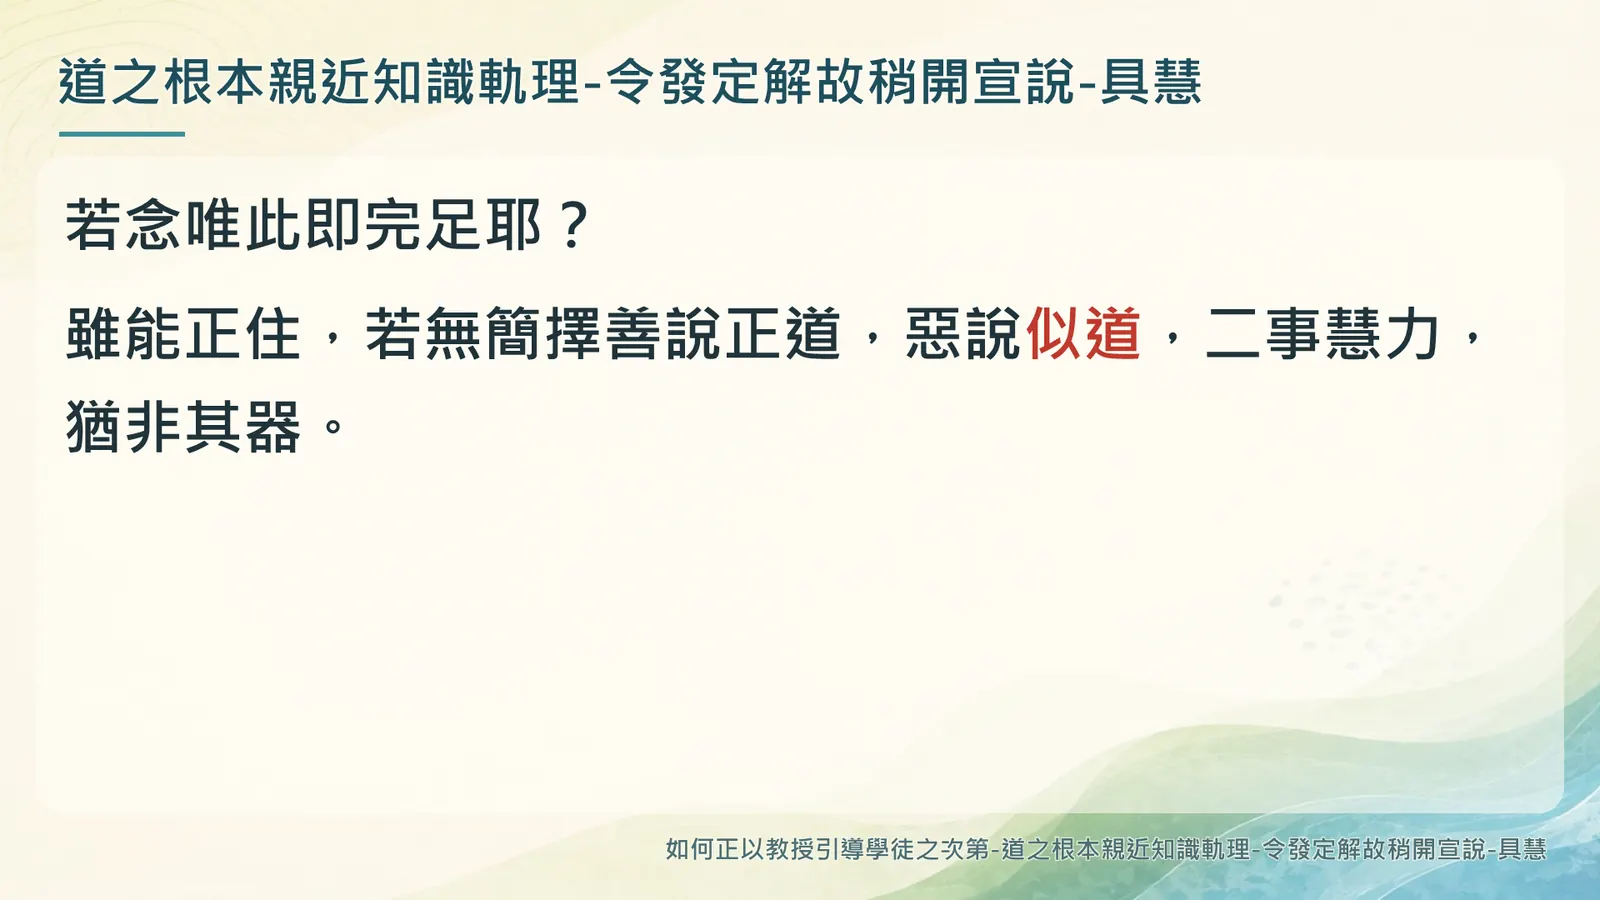 道之根本親近知識軌理-令發定解故稍開宣說-具慧
若念唯此即完足耶？
雖能正住，若無簡擇善說正道，惡說似道，二事慧力，
猶非其器。
如何正以教授引導學徒之次第-道之根本親近知識軌理-令發定解故稍開宣說-具慧